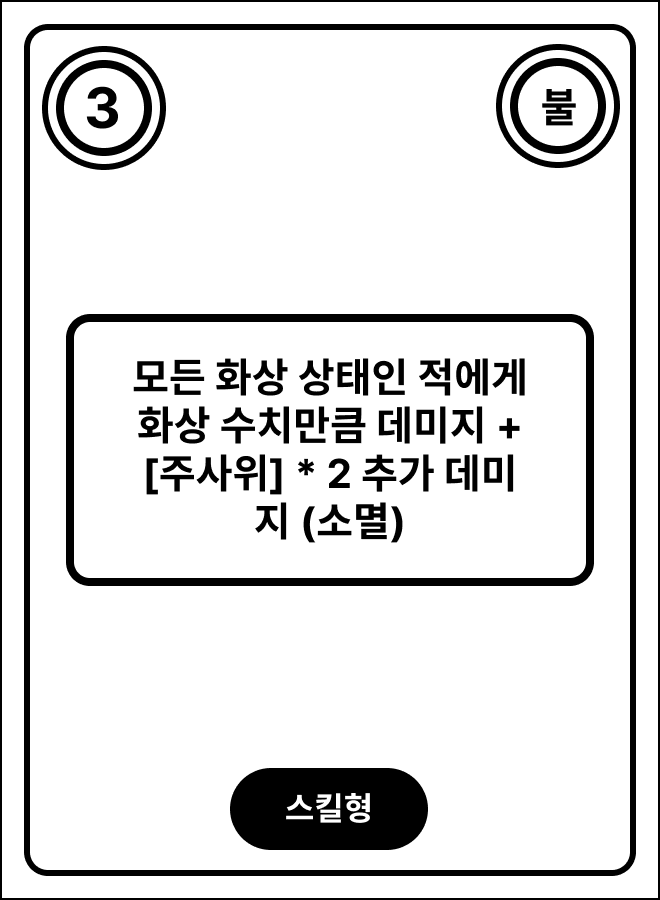 3
불
모든 화상 상태인 적에게
화상 수치만큼 데미지 +
[주사위] * 2 추가 데미
지 (소멸)
스킬형